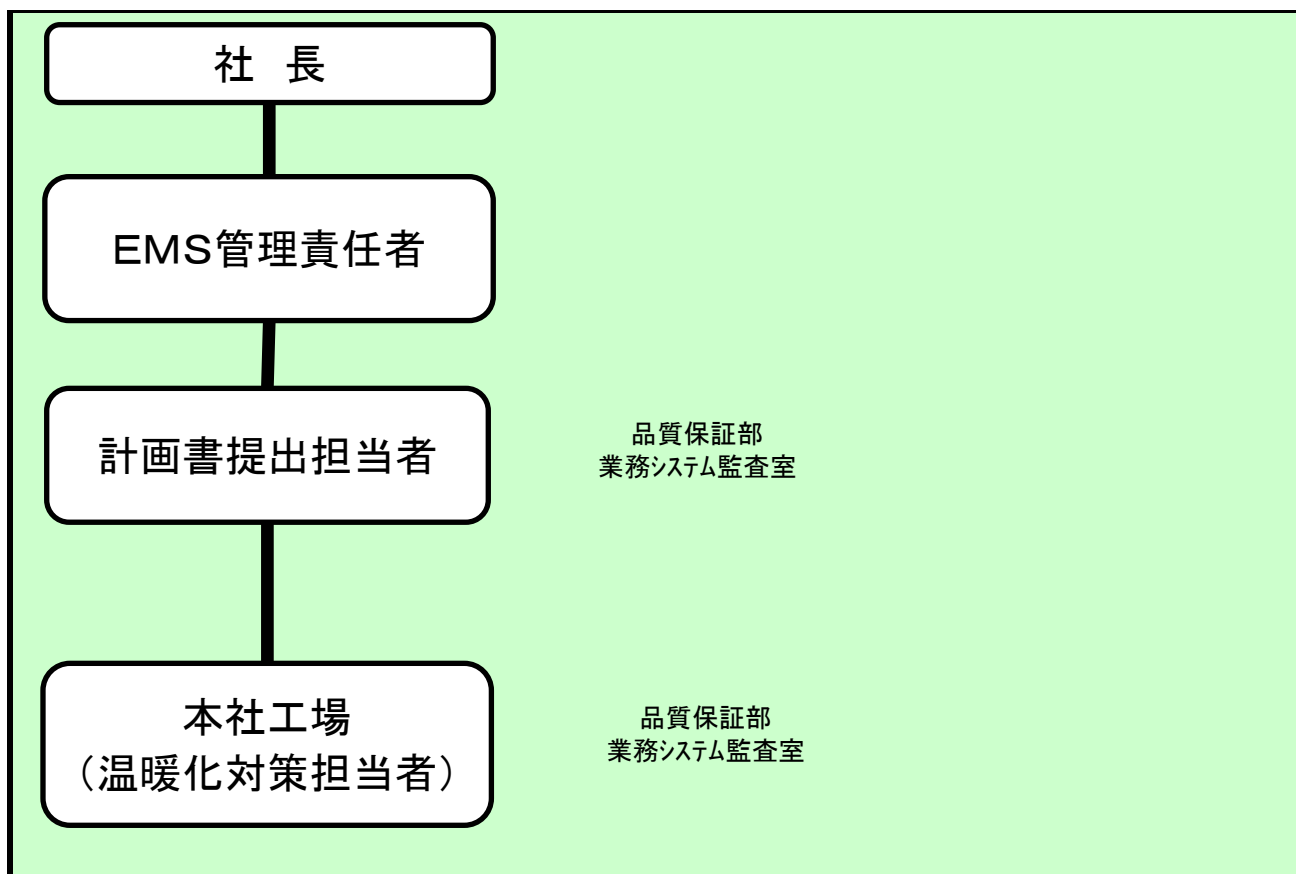 社　長
ＥＭＳ管理責任者
計画書提出担当者
品質保証部
業務ｼｽﾃﾑ監査室
本社工場
（温暖化対策担当者）
品質保証部
業務ｼｽﾃﾑ監査室